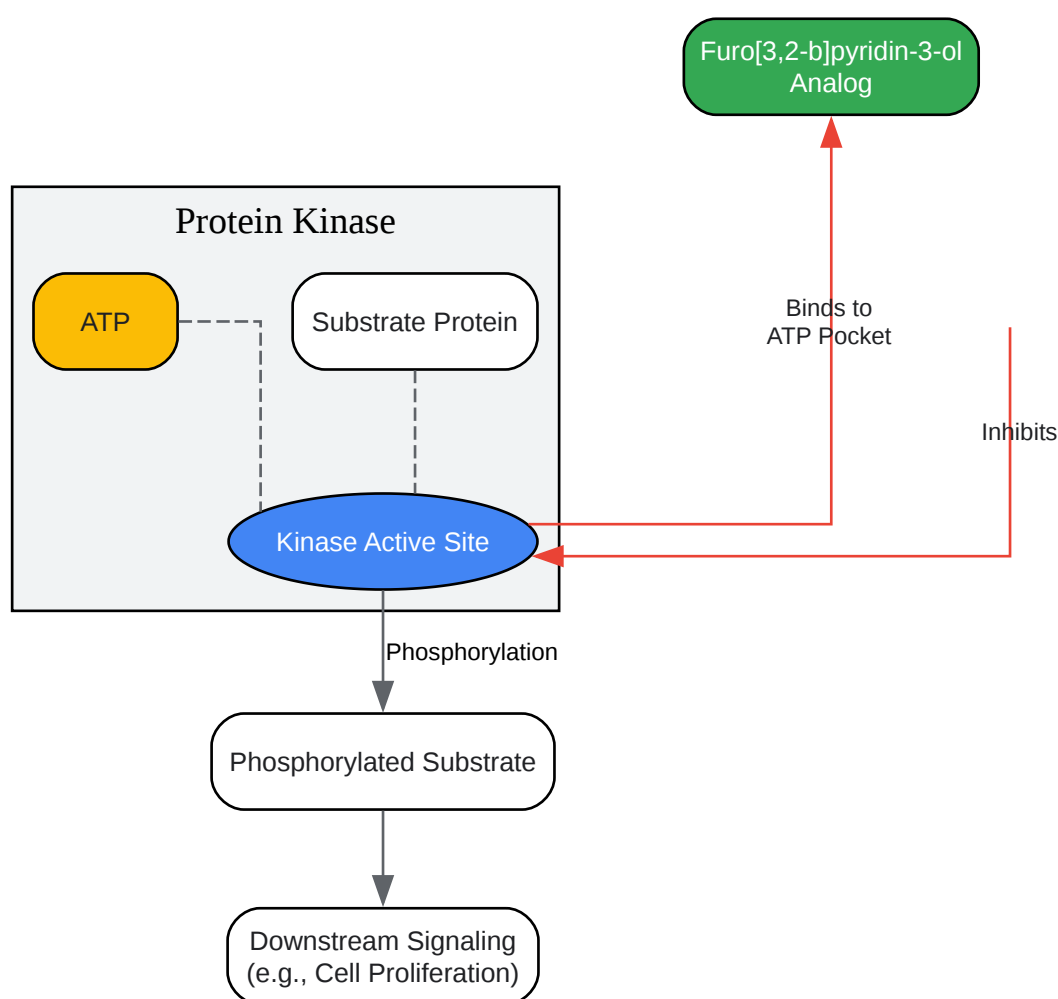 Furo[3,2-b]pyridin-3-ol
Analog
Protein Kinase
ATP
Substrate Protein
Binds to
ATP Pocket
Inhibits
Kinase Active Site
Phosphorylation
Phosphorylated Substrate
Downstream Signaling
(e.g., Cell Proliferation)